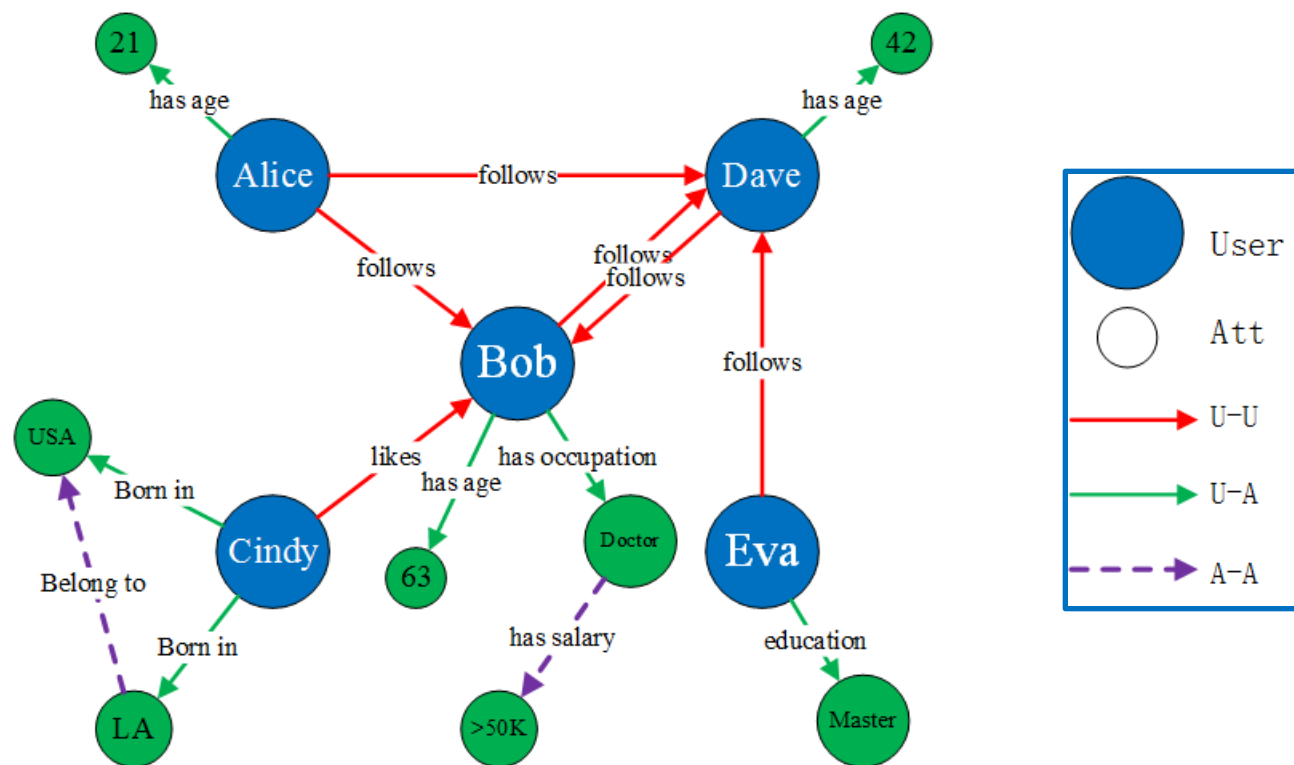 21
42
has age
has age
Alice
follows
Dave
follows
follows
follows
Bob
follows
USA
likes
has occupation
has age
Born in
Cindy
Doctor
Eva
63
Belong to
Born in
has salary
education
LA
>50K
Master
User
Att
U-U
U-A
A-A